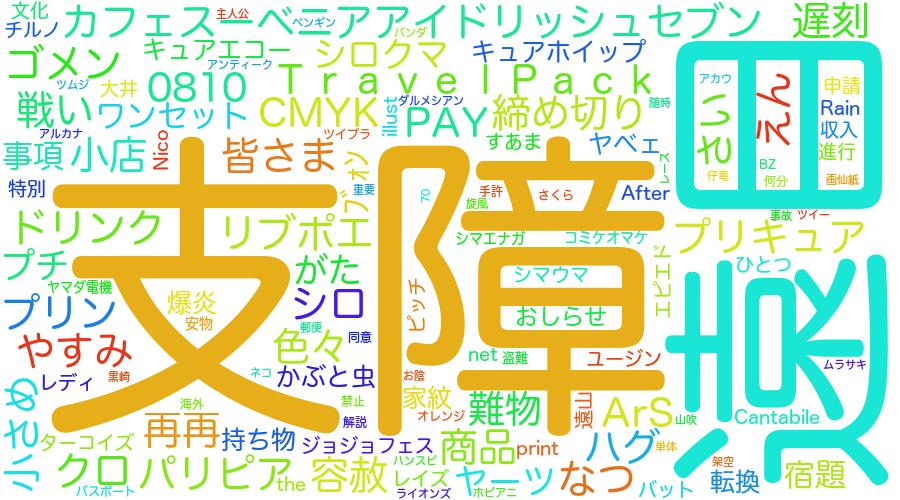 文化
カフェスーベニアアイドリッシュセブン
主人公
ペンギン
パンダ
遅刻
チルノ
キュアエコー
シロクマ
キュアホイップ
ゴメン
アンティーク
ツムジ
大井
0810
TravelPack
アカウ
さい
えん
申請
Rain
収入
進行
BZ
何分
仔竜
画仙紙
戦い
ワンセット
CMYK
ダルメシアン
illust
PAY
締め切り
随時
アルカナ
ツイプラ
すあま
ヤベェ
事項
小店
Nico
皆さま
ブオン
レース
特別
重要
70
手許
さくら
After
旋風
事故
ツイー
支障
ドリンク
リブポエ
シマエナガ
コミケオマケ
プリキュア
プチ
がた
エピエド
ひとつ
ヤマダ電機
シマウマ
プリン
爆炎
シロ
ピッチ
おしらせ
安物
郵便
やすみ
色々
同意
net
盗難
ユージン
ムラサキ
レディ
黒崎
ネコ
かぶと虫
お陰
小さめ
海外
禁止
家紋
難物
遠山
ArS
山吹
再再
持ち物
解説
オレンジ
Cantabile
ターコイズ
ジョジョフェス
商品
print
ハグ
単体
架空
クロ
パリピア
the
容赦
ハンスピ
レイズ
ヤーツ
なつ
転換
宿題
パスポート
ライオンズ
ホビアニ
バット